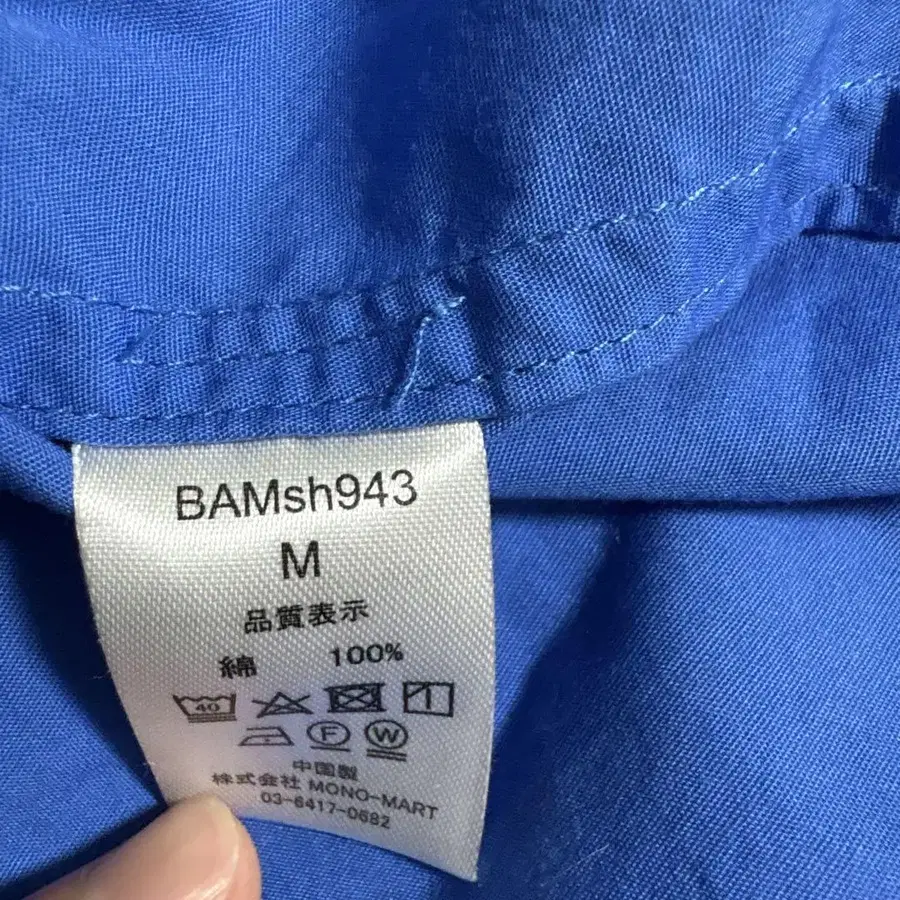 BAMsh943
M
品質表示
綿 100%
40
F W
中国製
株式会社 MONO-MART
03-6417-0682